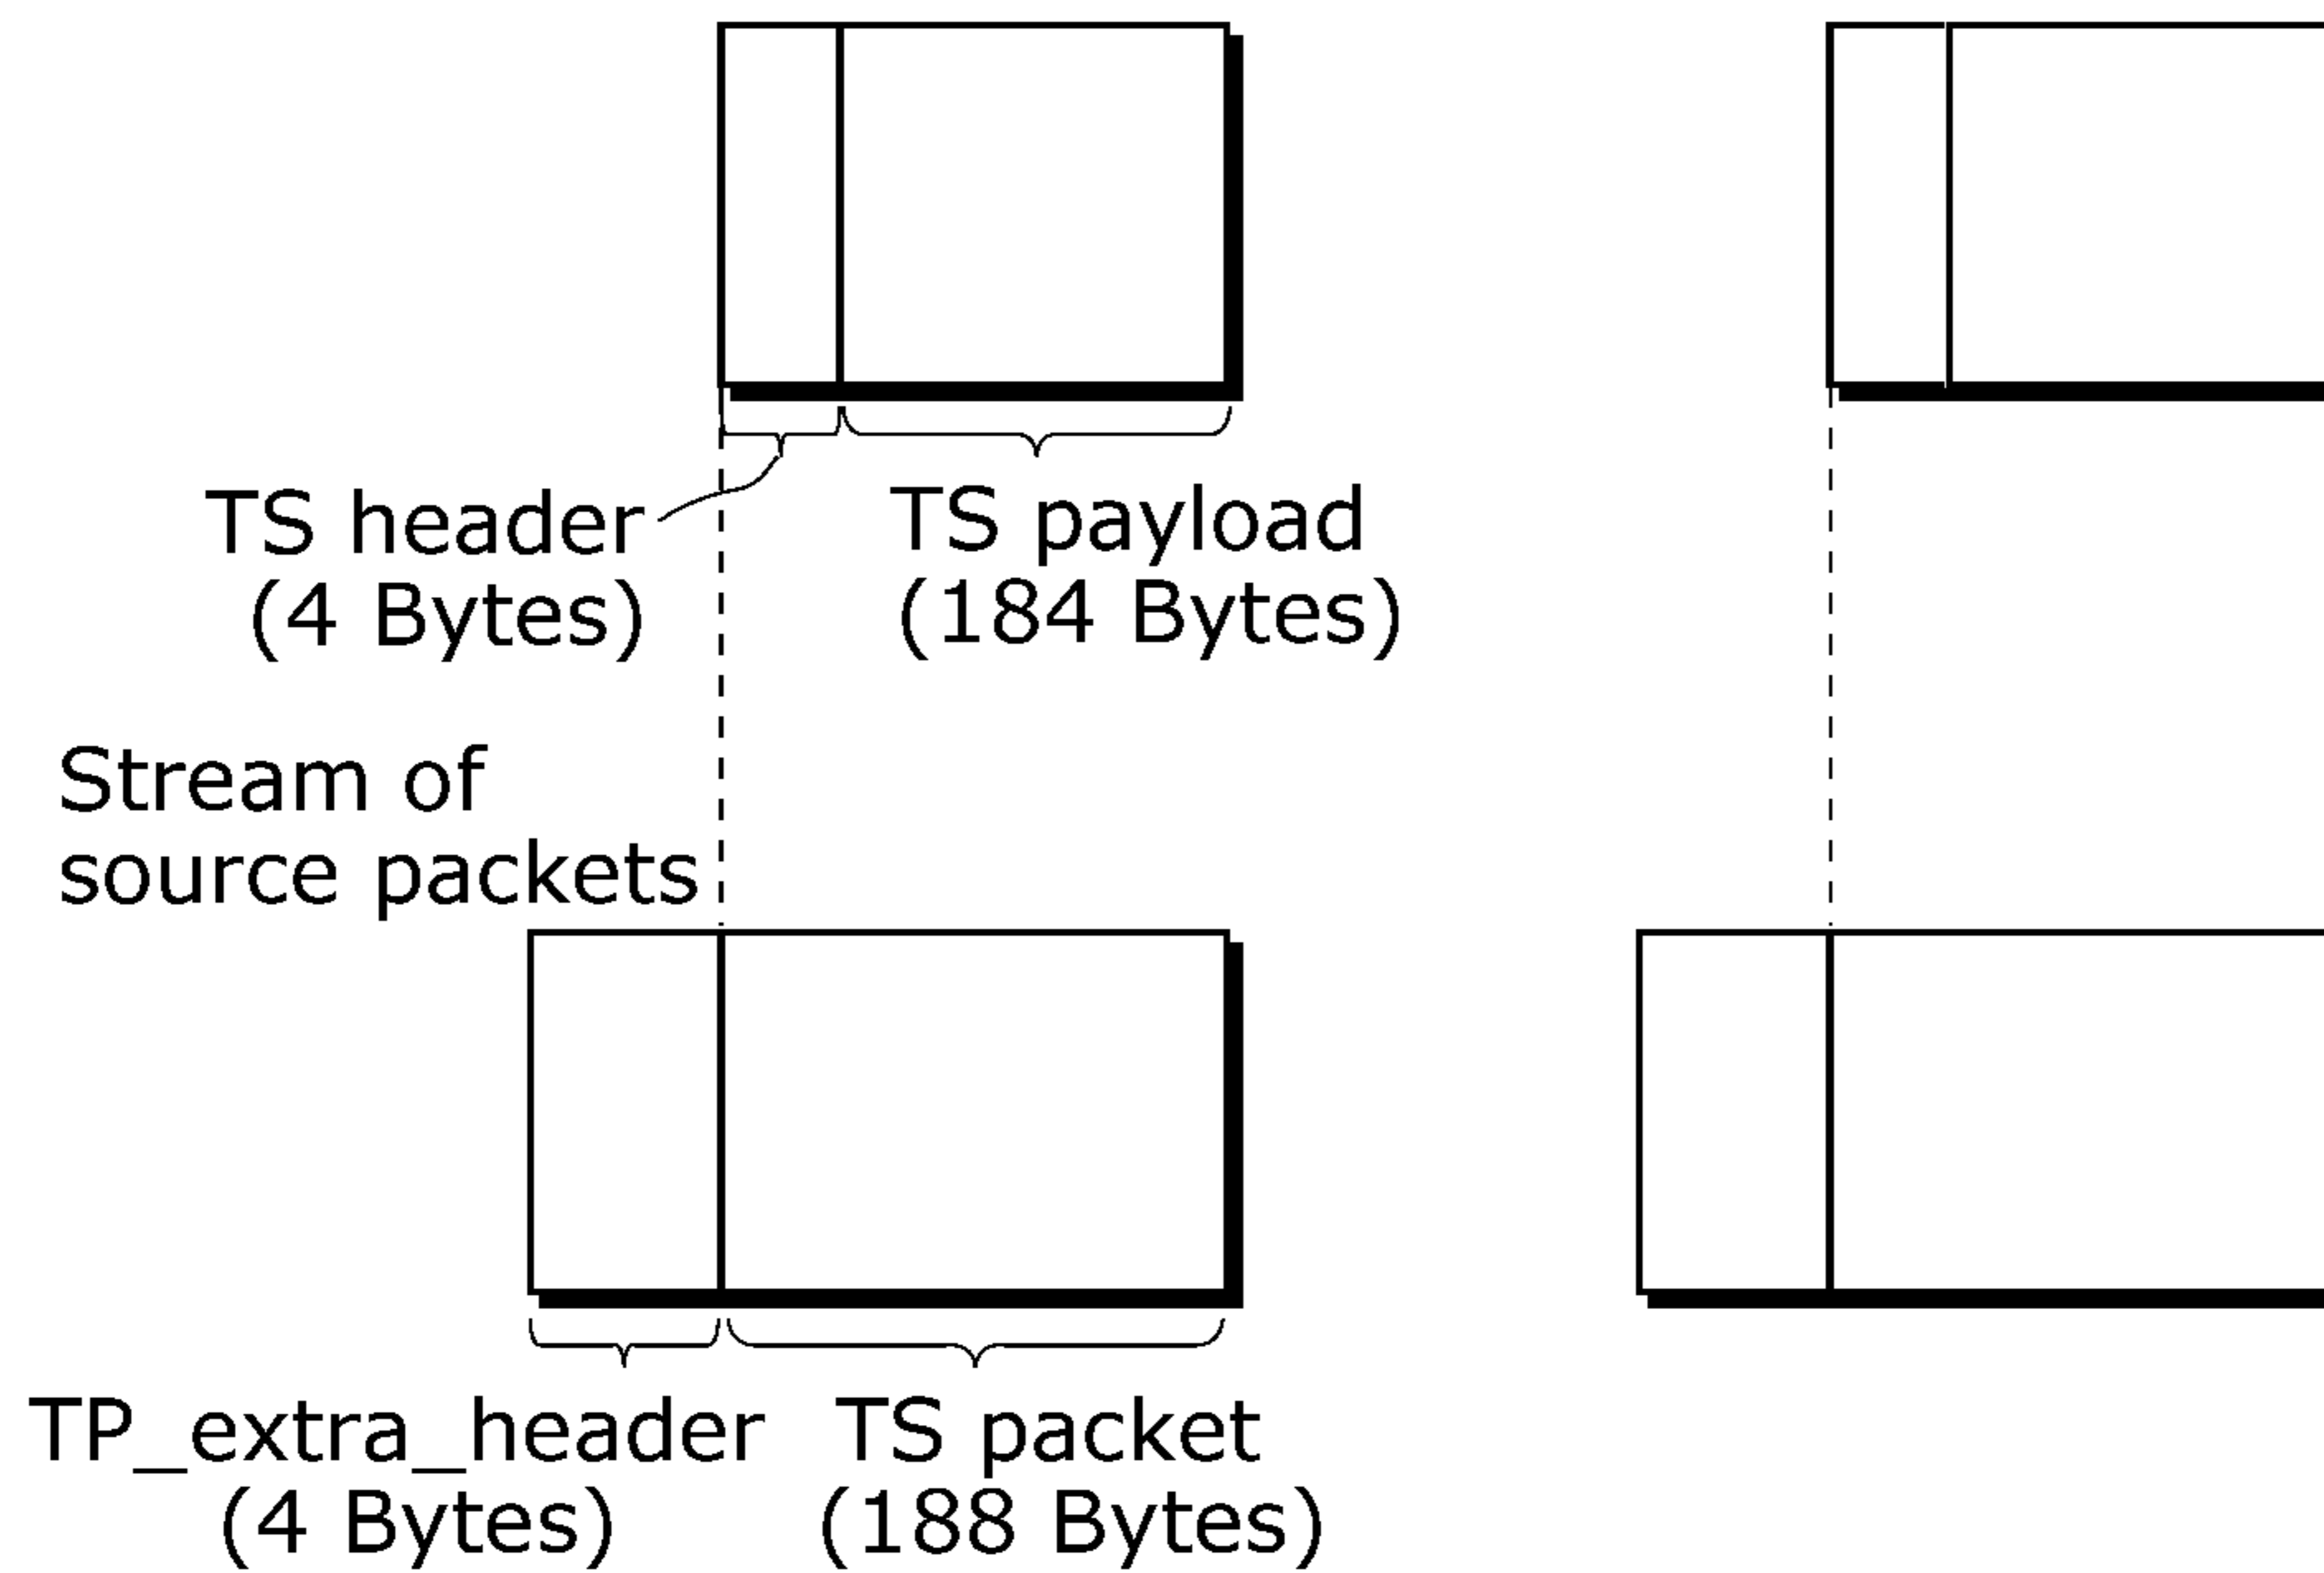 TS header
(4 Bytes)
TS payload
(184 Bytes)
Stream of
source packets
TP_extra_header
(4 Bytes)
TS packet
(188 Bytes)